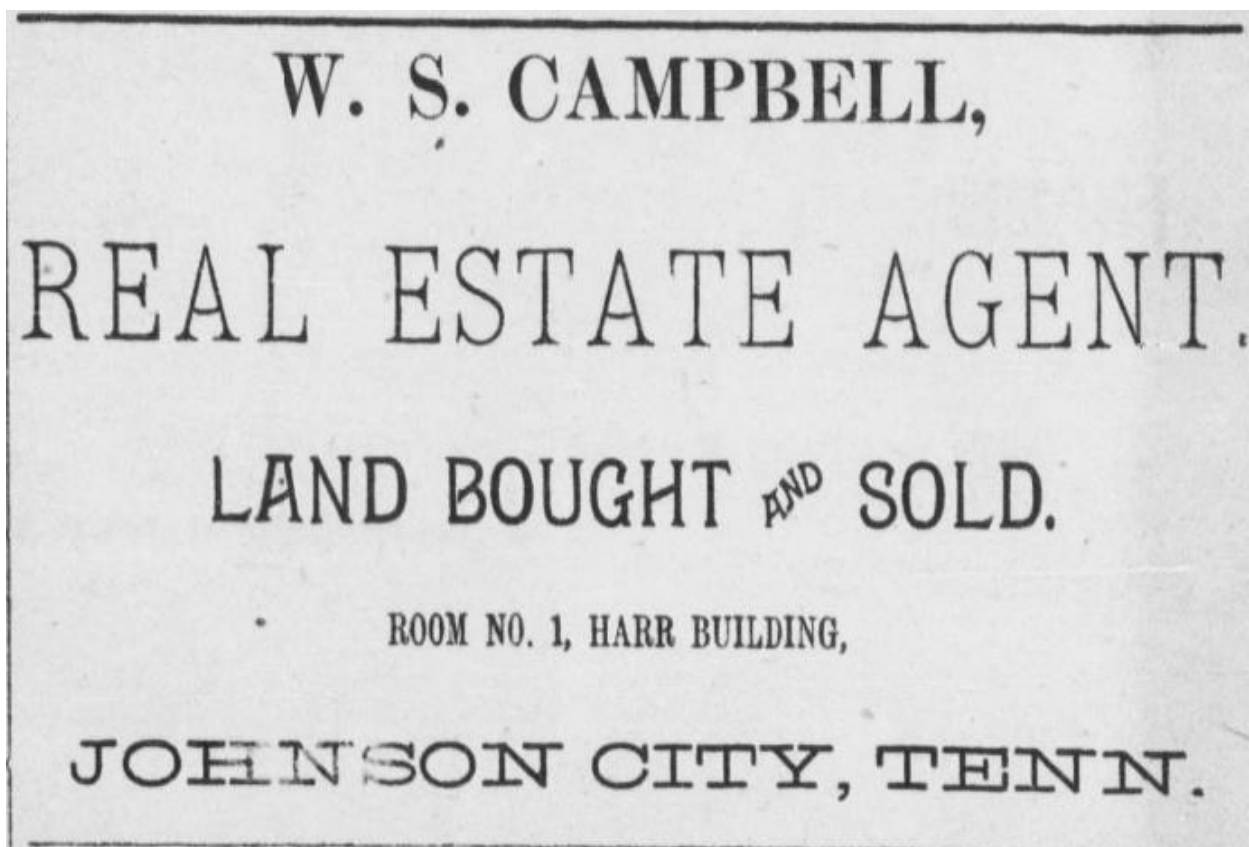 W. S. CAMPBELL,
REAL ESTATE AGENT.
LAND BOUGHT AND SOLD.
ROOM NO. 1, HARR BUILDING,
JOHNSON CITY, TENN.